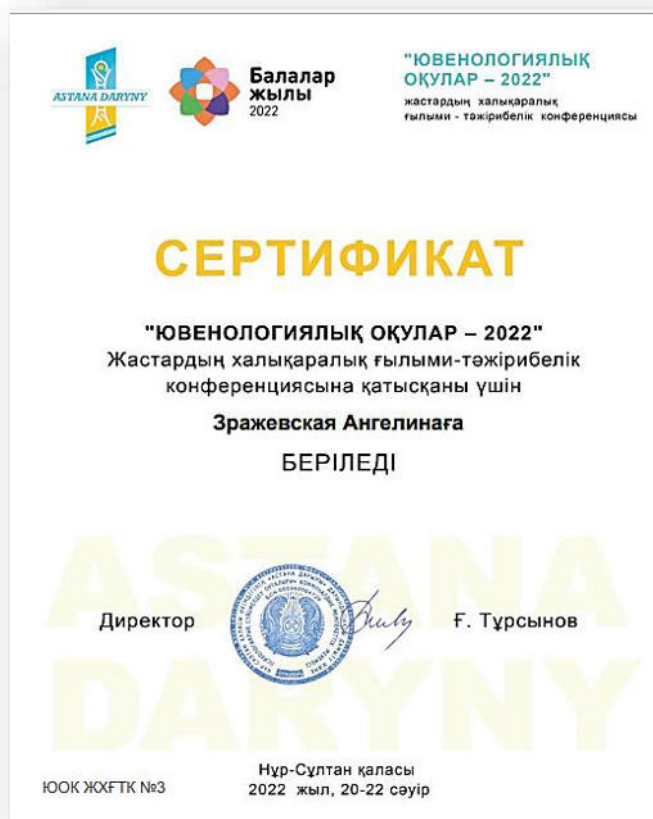 ASTANA DARYNY
Балалар
жылы
2022
"ЮВЕНОЛОГИЯЛЫҚ
ОҚУЛАР – 2022"
жастардың халықаралық
ғылыми - тәжірибелік конференциясы
СЕРТИФИКАТ
"ЮВЕНОЛОГИЯЛЫҚ ОҚУЛАР – 2022"
Жастардың халықаралық ғылыми-тәжірибелік
конференциясына қатысқаны үшін
Зражевская Ангелинаға
БЕРІЛЕДІ
ASTANA
DARYNY
Директор
Ғ. Тұрсынов
Нұр-Сұлтан қаласы
2022 жыл, 20-22 сәуір
ЮОК ЖХҒТК №3